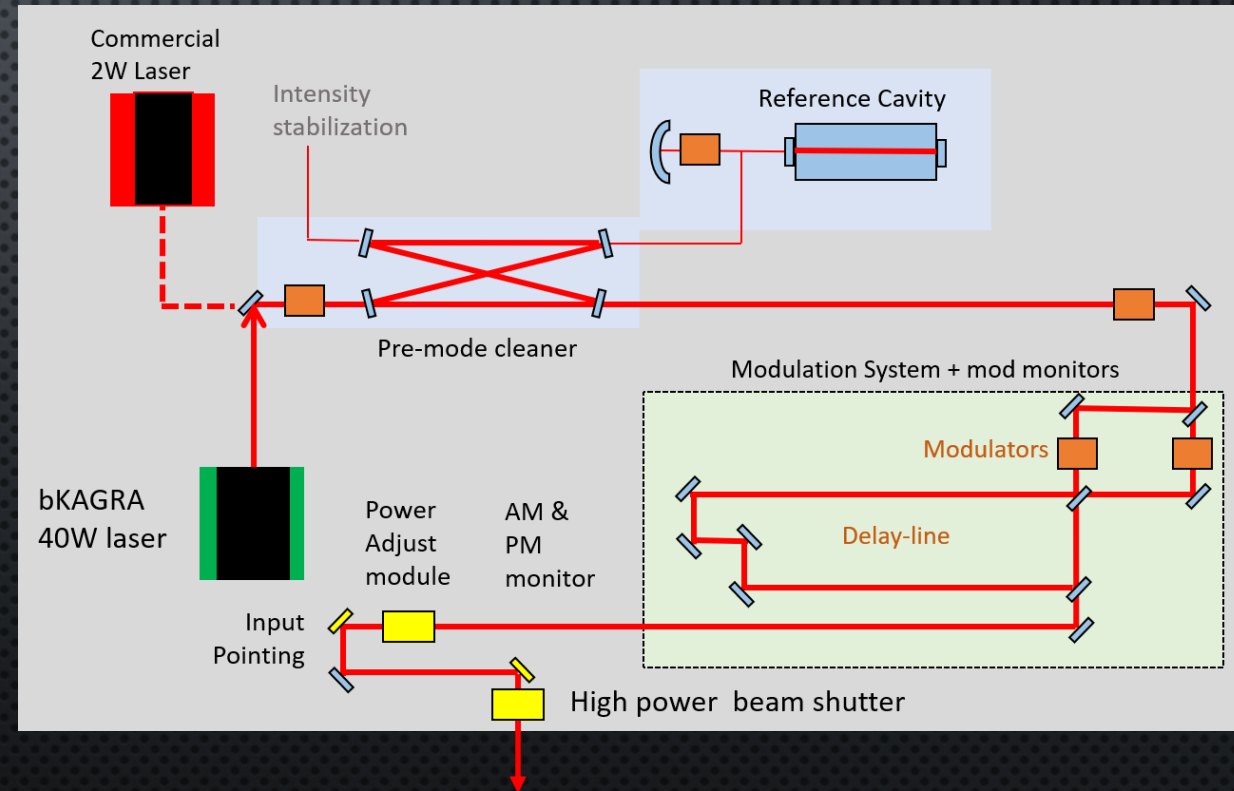 Commercial
2W Laser
Intensity
stabilization
Reference Cavity
Pre-mode cleaner
Modulation System + mod monitors
Modulators
Delay-line
bKAGRA
40W laser
Power
Adjust
module
AM &
PM
monitor
Input
Pointing
High power  beam shutter